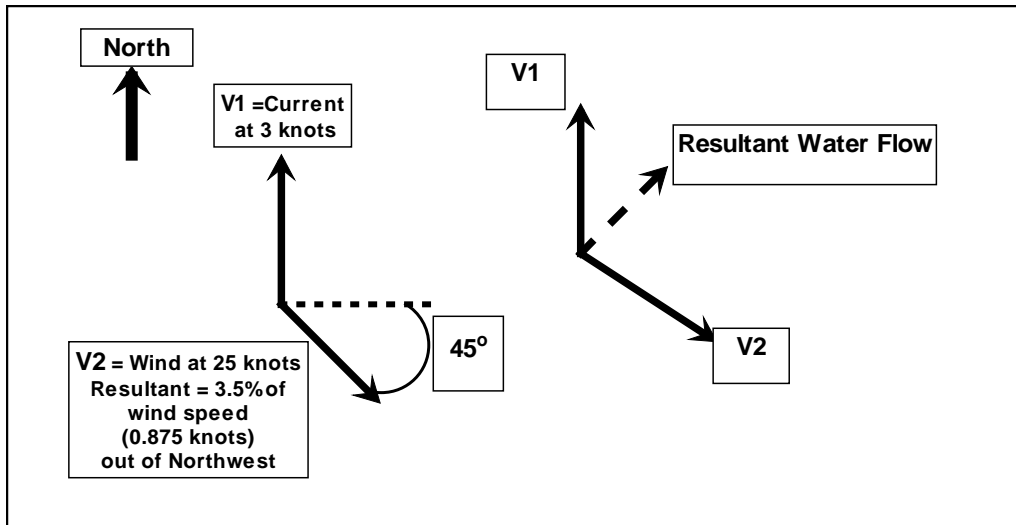 North
V1 =Current
at 3 knots
V2 = Wind at 25 knots
Resultant = 3.5% of
wind speed
(0.875 knots)
out of Northwest
45o
V1
Resultant Water Flow
V2